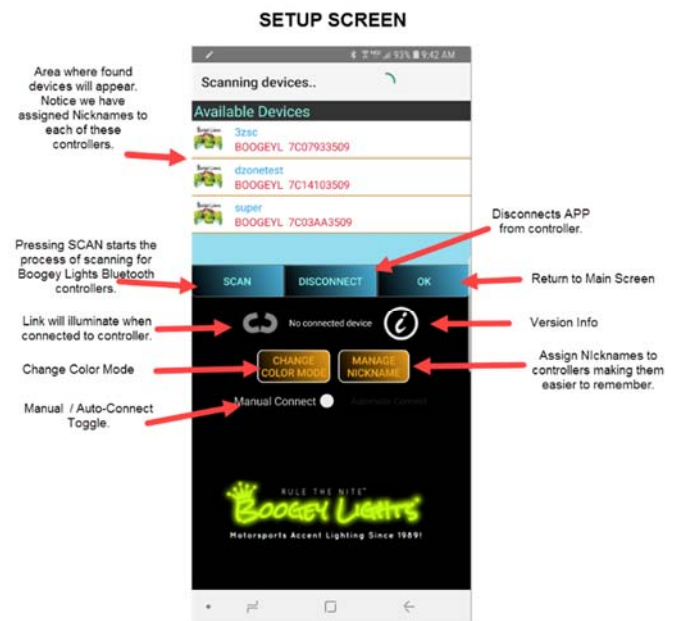 SETUP SCREEN
93% 9:42 AM
Scanning devices..
Available Devices
3zsc
BOOGEYL 7C07933509
dzonetest
BOOGEYL 7C14103509
super
BOOGEYL 7C03AA3509
SCAN DISCONNECT OK
No connected device i
CHANGE
COLOR MODE
MANAGE
NICKNAME
Manual Connect Automatic Connect
RULE THE NITE
BOOGEY LIGHTS
Motorsports Accent Lighting Since 1989!
Area where found
devices will appear.
Notice we have
assigned Nicknames to
each of these
controllers.
Pressing SCAN starts the
process of scanning for
Boogey Lights Bluetooth
controllers.
Link will illuminate when
connected to controller.
Change Color Mode
Manual / Auto-Connect
Toggle.
Disconnects APP
from controller.
Return to Main Screen
Version Info
Assign NIcknames to
controllers making them
easier to remember.